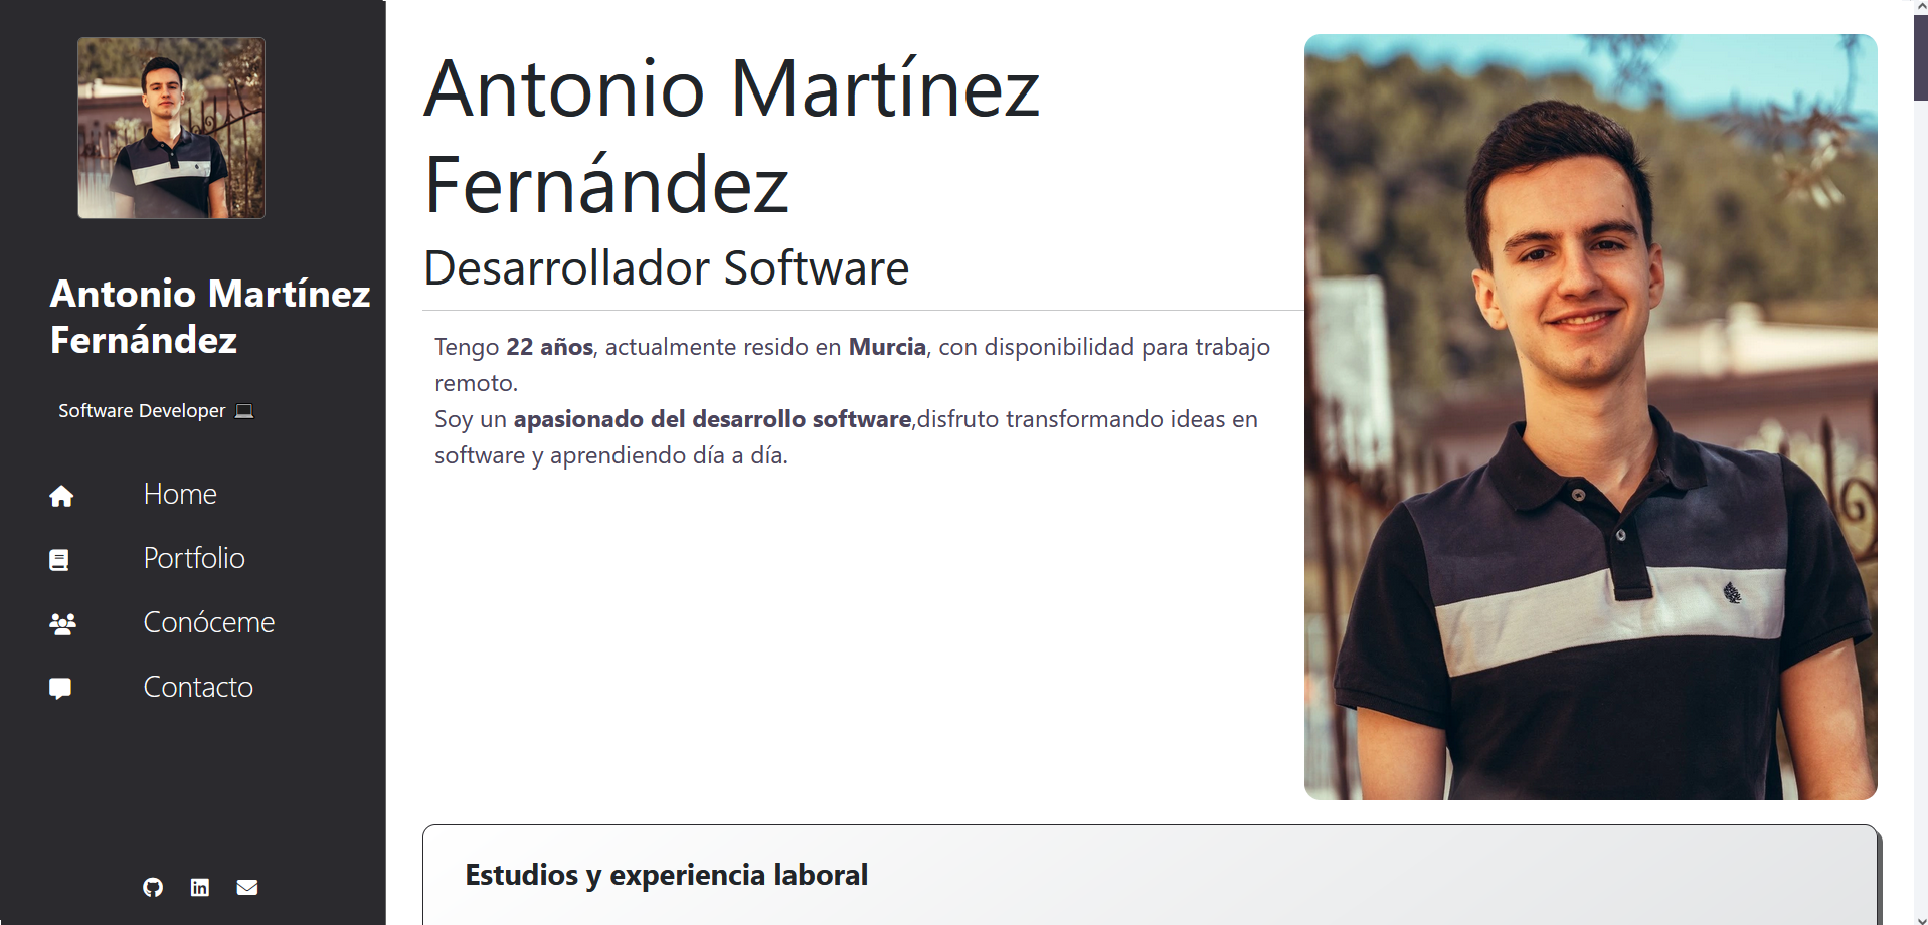 Antonio Martínez
Fernández
Software Developer 💻
Home
Portfolio
Conóceme
Contacto
Antonio Martínez
Fernández
Desarrollador Software
Tengo 22 años, actualmente resido en Murcia, con disponibilidad para trabajo
remoto.
Soy un apasionado del desarrollo software,disfruto transformando ideas en
software y aprendiendo día a día.
Estudios y experiencia laboral